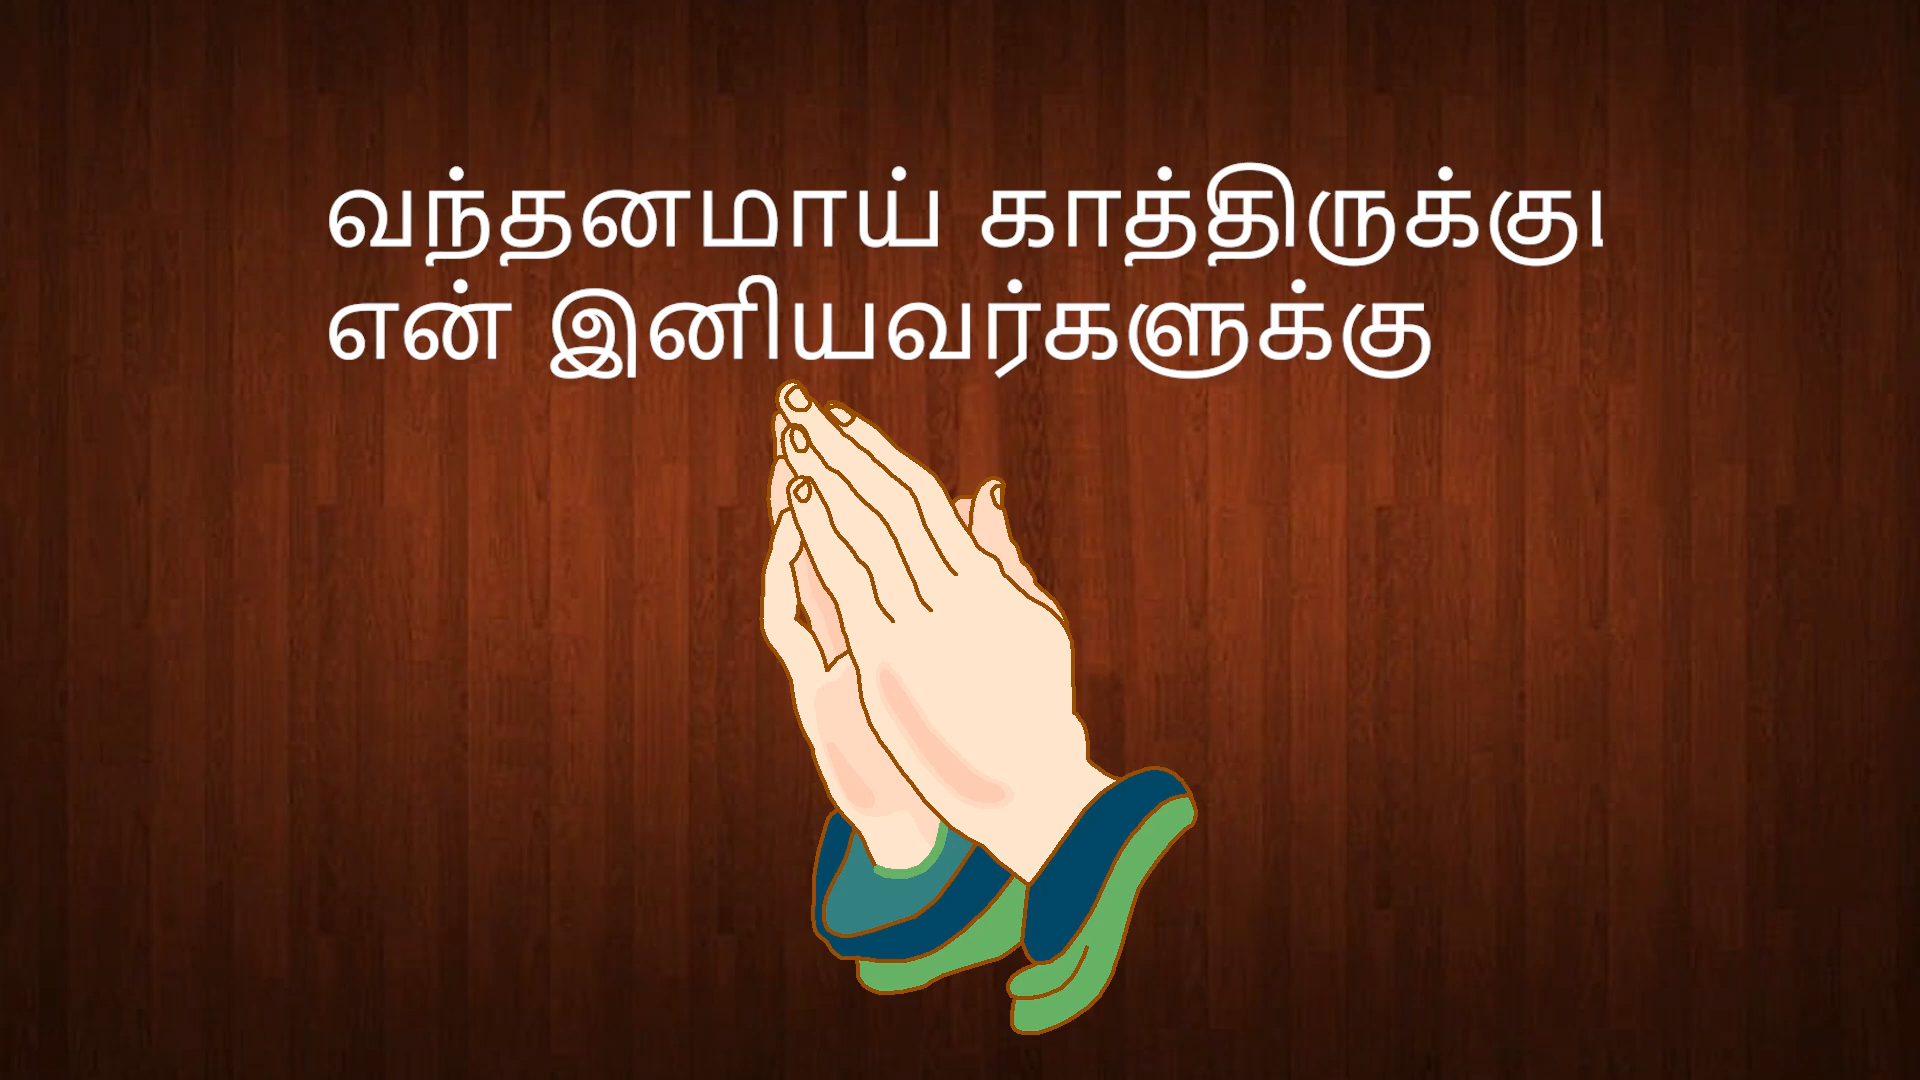 வந்தனமாய் காத்திருக்கு
என் இனியவர்களுக்கு